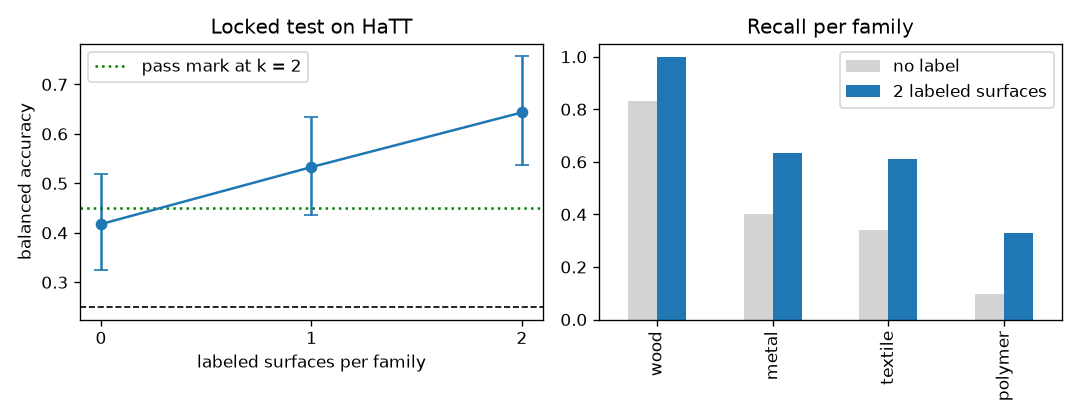 Locked test on HaTT
pass mark at k = 2
balanced accuracy
0.7
0.6
0.5
0.4
0.3
0
1
2
labeled surfaces per family
Recall per family
no label
2 labeled surfaces
1.0
0.8
0.6
0.4
0.2
0.0
wood
metal
textile
polymer